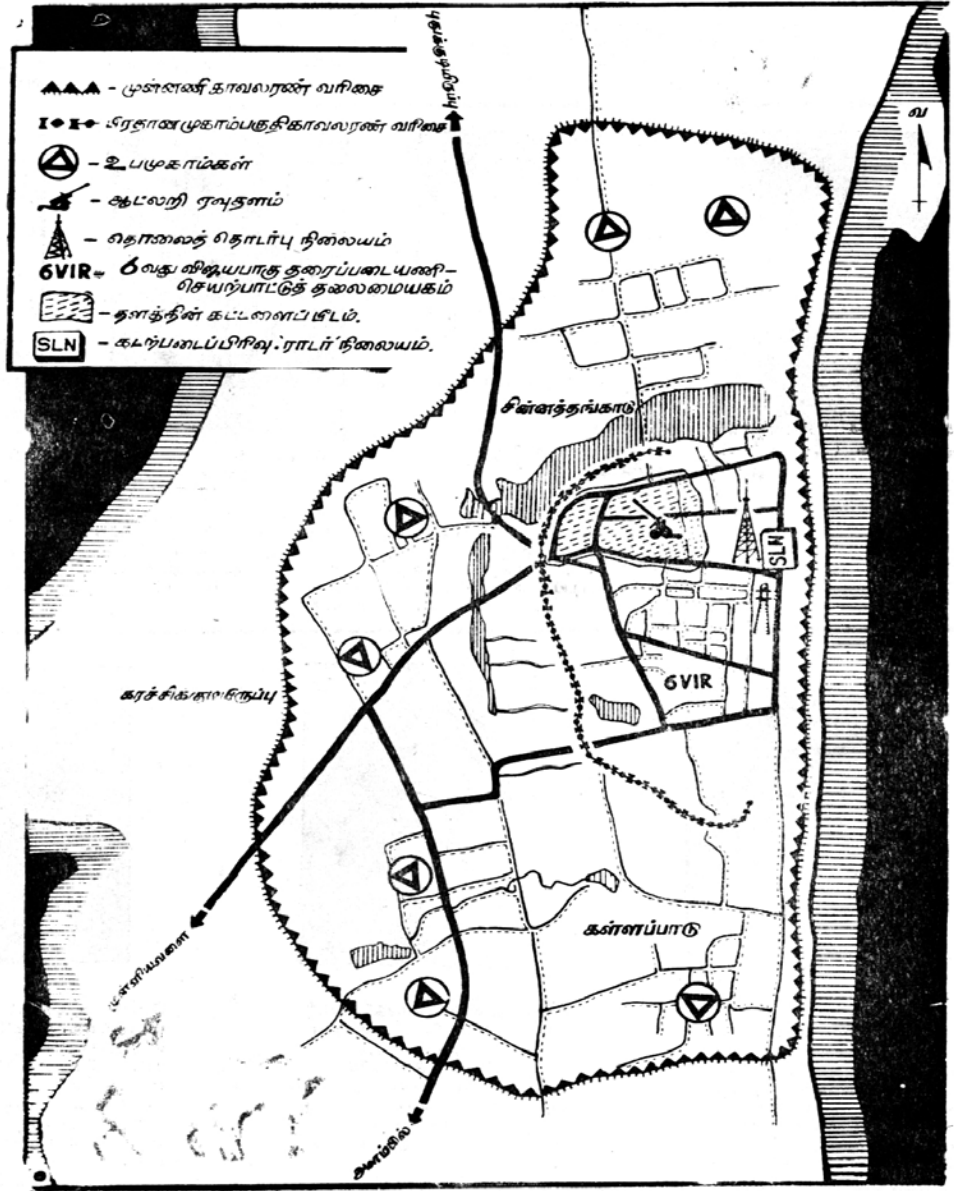 முன்னணி காவலரண் வரிசை
பிரதான முகாம்பகுதி காவலரண் வரிசை
உபமுகாம்கள்
ஆட்லறி ஏவுதளம்
தொலைத் தொடர்பு நிலையம்
6VIR - 6வது விஜயபாகு தரைப்படையணி -
செயற்பாட்டுத் தலைமையகம்
தளத்தின் கட்டளைப்பீடம்.
SLN - கடற்படைப்பிரிவு: ராடர் நிலையம்.
புதுக்குடியிருப்பு
வ
சின்னத்தங்காடு
SLN
6VIR
கள்ளப்பாடு
முள்ளியவளை
அளம்பில்